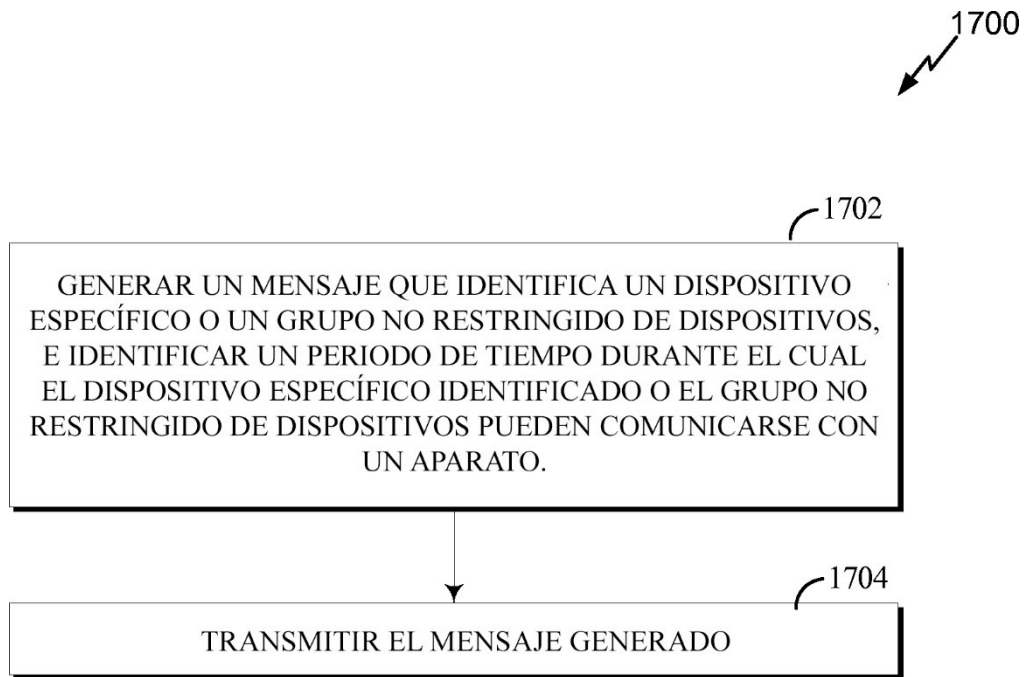 1700
1702
GENERAR UN MENSAJE QUE IDENTIFICA UN DISPOSITIVO
ESPECÍFICO O UN GRUPO NO RESTRINGIDO DE DISPOSITIVOS,
E IDENTIFICAR UN PERIODO DE TIEMPO DURANTE EL CUAL
EL DISPOSITIVO ESPECÍFICO IDENTIFICADO O EL GRUPO NO
RESTRINGIDO DE DISPOSITIVOS PUEDEN COMUNICARSE CON
UN APARATO.
1704
TRANSMITIR EL MENSAJE GENERADO